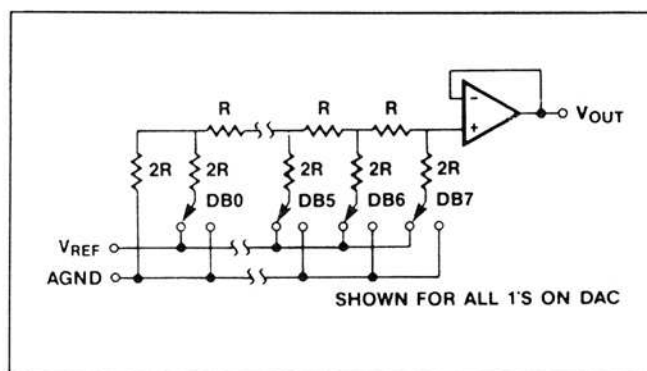 R R R
2R 2R 2R 2R 2R
DB0 DB5 DB6 DB7
VREF
AGND
- +
VOUT
SHOWN FOR ALL 1'S ON DAC